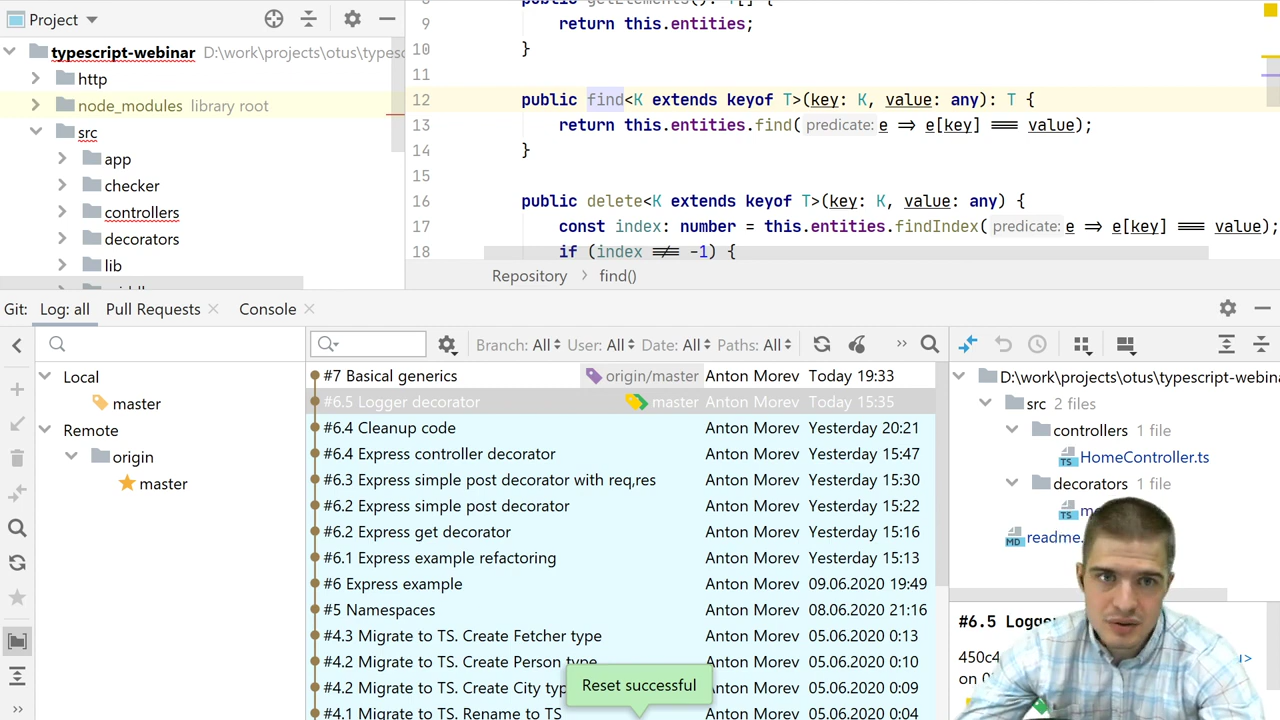 Project
typescript-webinar D:\work\projects\otus\typesc
http
node_modules library root
src
app
checker
controllers
decorators
lib
8
9 return this.entities;
10 }
11
12 public find<K extends keyof T>(key: K, value: any): T {
13 return this.entities.find( predicate: e => e[key] === value);
14 }
15
16 public delete<K extends keyof T>(key: K, value: any) {
17 const index: number = this.entities.findIndex( predicate: e => e[key] === value);
18 if (index !== -1) {
Repository > find()
Git: Log: all Pull Requests Console
Branch: All User: All Date: All Paths: All
Local
master
Remote
origin
master
#7 Basical generics origin/master Anton Morev Today 19:33
#6.5 Logger decorator master Anton Morev Today 15:35
#6.4 Cleanup code Anton Morev Yesterday 20:21
#6.4 Express controller decorator Anton Morev Yesterday 15:47
#6.3 Express simple post decorator with req,res Anton Morev Yesterday 15:30
#6.2 Express simple post decorator Anton Morev Yesterday 15:22
#6.2 Express get decorator Anton Morev Yesterday 15:16
#6.1 Express example refactoring Anton Morev Yesterday 15:13
#6 Express example Anton Morev 09.06.2020 19:49
#5 Namespaces Anton Morev 08.06.2020 21:16
#4.3 Migrate to TS. Create Fetcher type Anton Morev 05.06.2020 0:13
#4.2 Migrate to TS. Create Person type Anton Morev 05.06.2020 0:10
#4.2 Migrate to TS. Create City typ Anton Morev 05.06.2020 0:09
#4.1 Migrate to TS. Rename to TS Anton Morev 05.06.2020 0:04
Reset successful
D:\work\projects\otus\typescript-webina
src 2 files
controllers 1 file
TS HomeController.ts
decorators 1 file
TS
MD readme.
#6.5 Logge
450c4
on 0